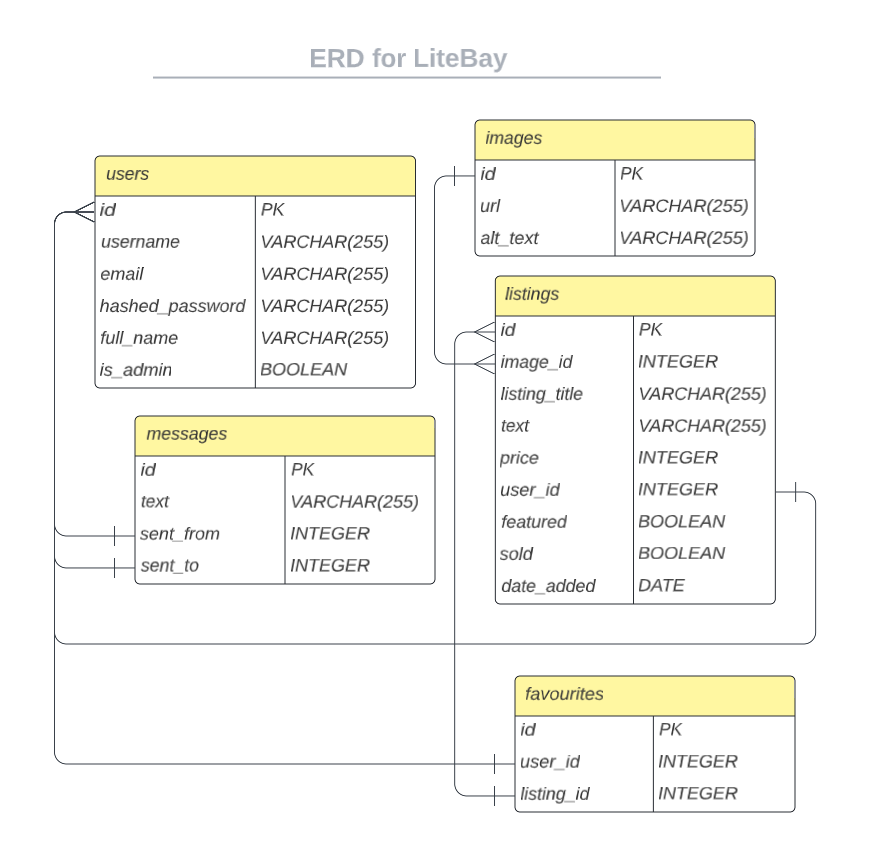 ERD for LiteBay
users
id PK
username VARCHAR(255)
email VARCHAR(255)
hashed_password VARCHAR(255)
full_name VARCHAR(255)
is_admin BOOLEAN
images
id PK
url VARCHAR(255)
alt_text VARCHAR(255)
messages
id PK
text VARCHAR(255)
sent_from INTEGER
sent_to INTEGER
listings
id PK
image_id INTEGER
listing_title VARCHAR(255)
text VARCHAR(255)
price INTEGER
user_id INTEGER
featured BOOLEAN
sold BOOLEAN
date_added DATE
favourites
id PK
user_id INTEGER
listing_id INTEGER